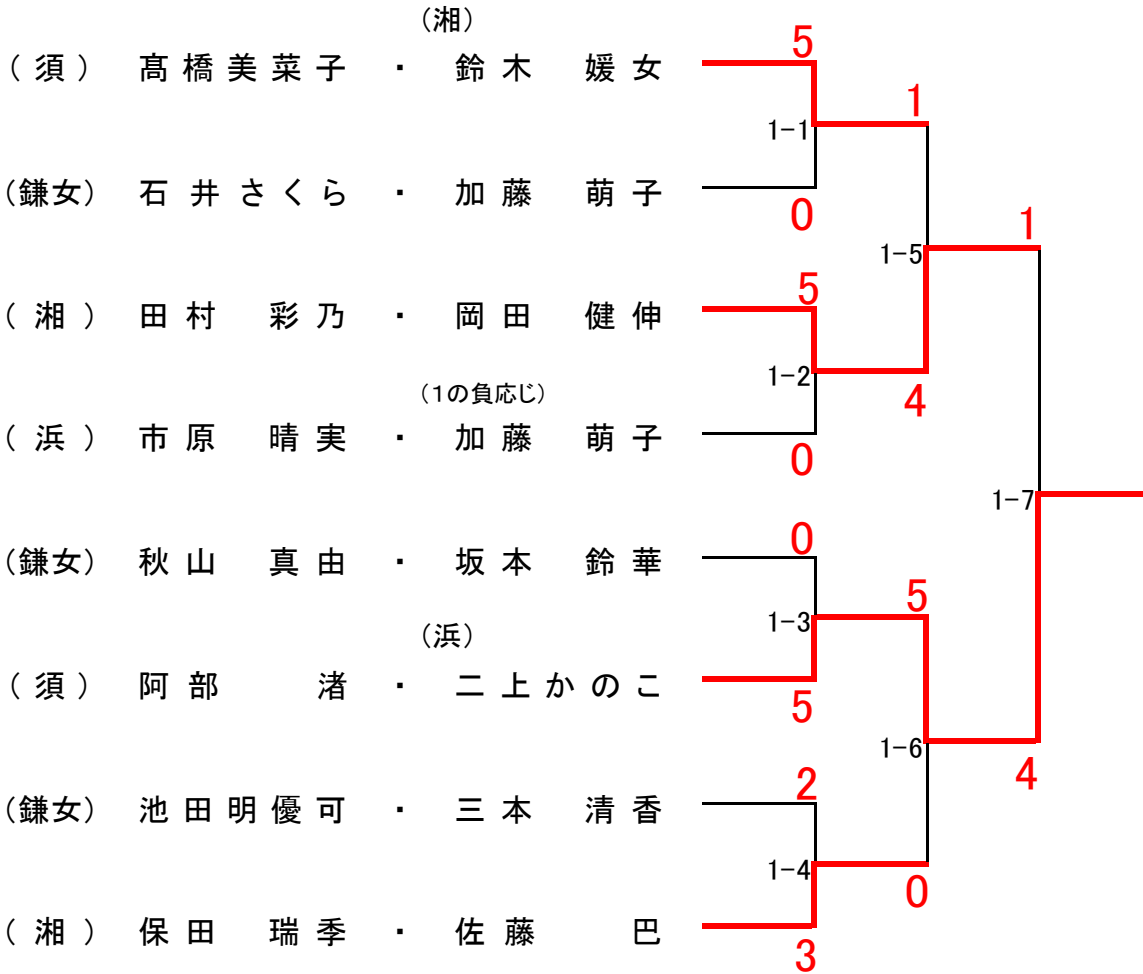 (湘)
(須) 髙橋美菜子 ・ 鈴木 媛女
(鎌女) 石井さくら ・ 加藤 萌子
(湘) 田村 彩乃 ・ 岡田 健伸
(1の負応じ)
(浜) 市原 晴実 ・ 加藤 萌子
(鎌女) 秋山 真由 ・ 坂本 鈴華
(浜)
(須) 阿部 渚 ・ 二上かのこ
(鎌女) 池田明優可 ・ 三本 清香
(湘) 保田 瑞季 ・ 佐藤 巴
5
1-1
0
5
1-2
0
0
1-3
5
2
1-4
3
1
1-5
4
5
1-6
0
1
1-7
4